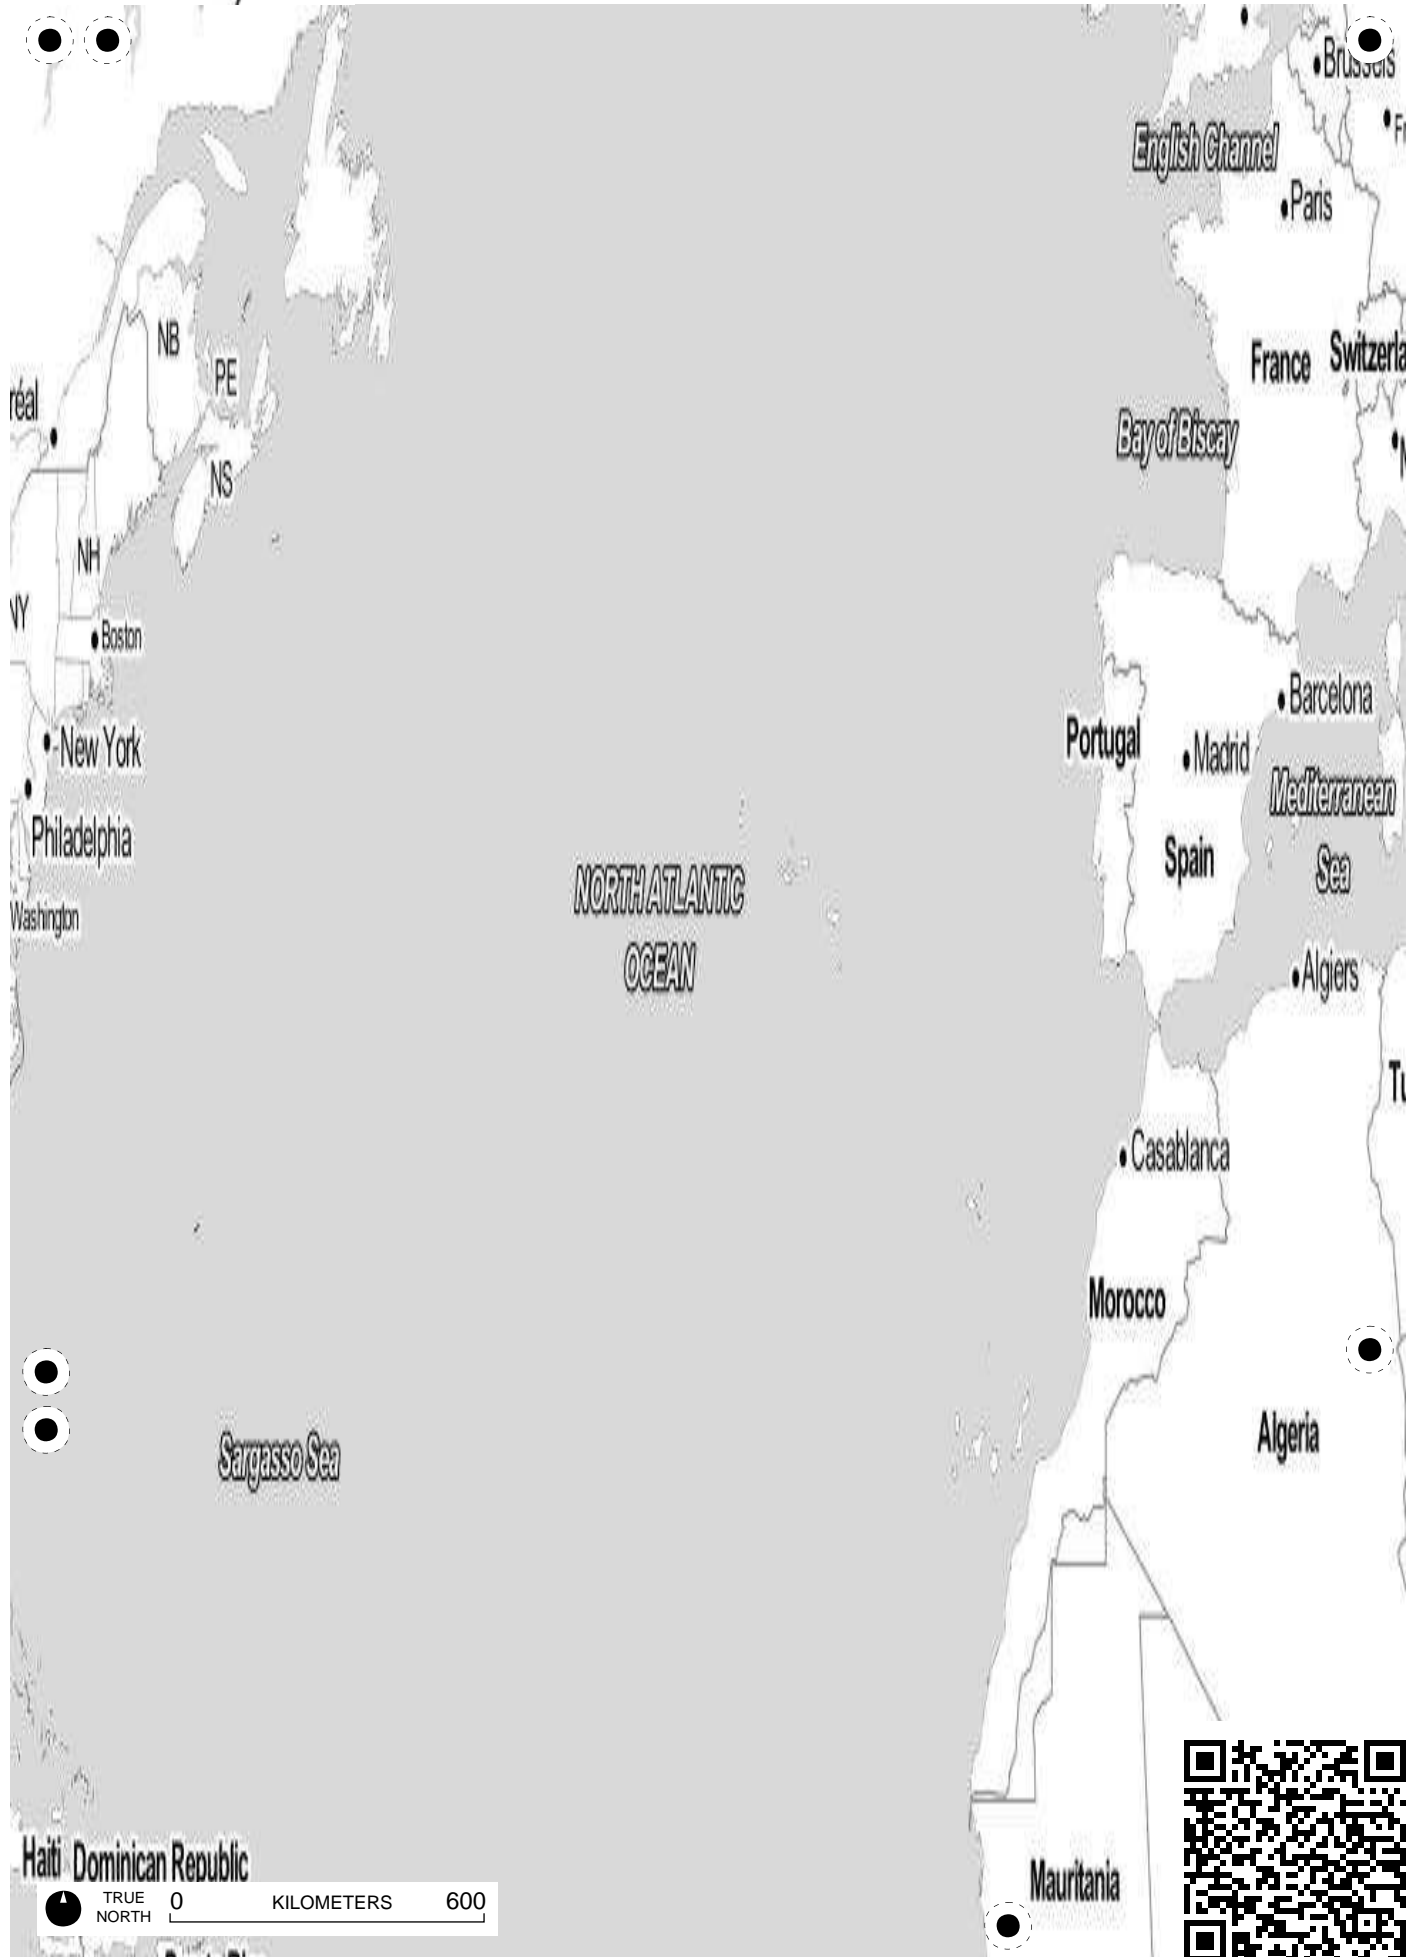 Brussels
Fr
English Channel
Paris
NB
PE
France
Switzerla
réal
Bay of Biscay
NS
NH
NY
Boston
Barcelona
Portugal
New York
Madrid
Mediterranean
Sea
Philadelphia
Spain
NORTH ATLANTIC
OCEAN
Washington
Algiers
Tu
Casablanca
Morocco
Algeria
Sargasso Sea
Haiti
Dominican Republic
Mauritania
TRUE
NORTH
0 KILOMETERS 600